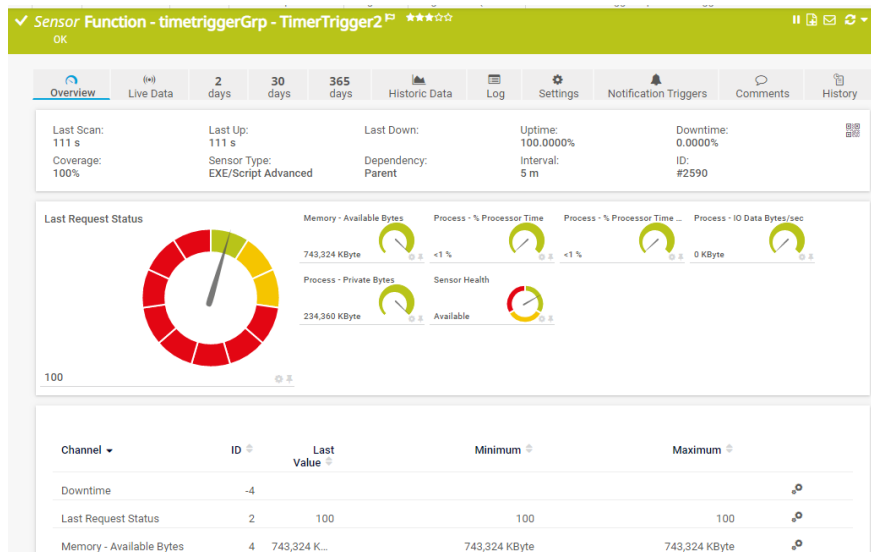 Sensor Function - timetriggerGrp - TimerTrigger2
OK
Overview
Live Data
2 days
30 days
365 days
Historic Data
Log
Settings
Notification Triggers
Comments
History
Last Scan: Last Up: Last Down: Uptime: Downtime:
111 s 111 s 100.0000% 0.0000%
Coverage: Sensor Type: Dependency: Interval: ID:
100% EXE/Script Advanced Parent 5 m #2590
Last Request Status
100
Memory - Available Bytes
743,324 KByte
Process - % Processor Time
<1 %
Process - % Processor Time ...
<1 %
Process - IO Data Bytes/sec
0 KByte
Process - Private Bytes
234,360 KByte
Sensor Health
Available
Channel ID Last Value Minimum Maximum
Downtime -4
Last Request Status 2 100 100 100
Memory - Available Bytes 4 743,324 K... 743,324 KByte 743,324 KByte